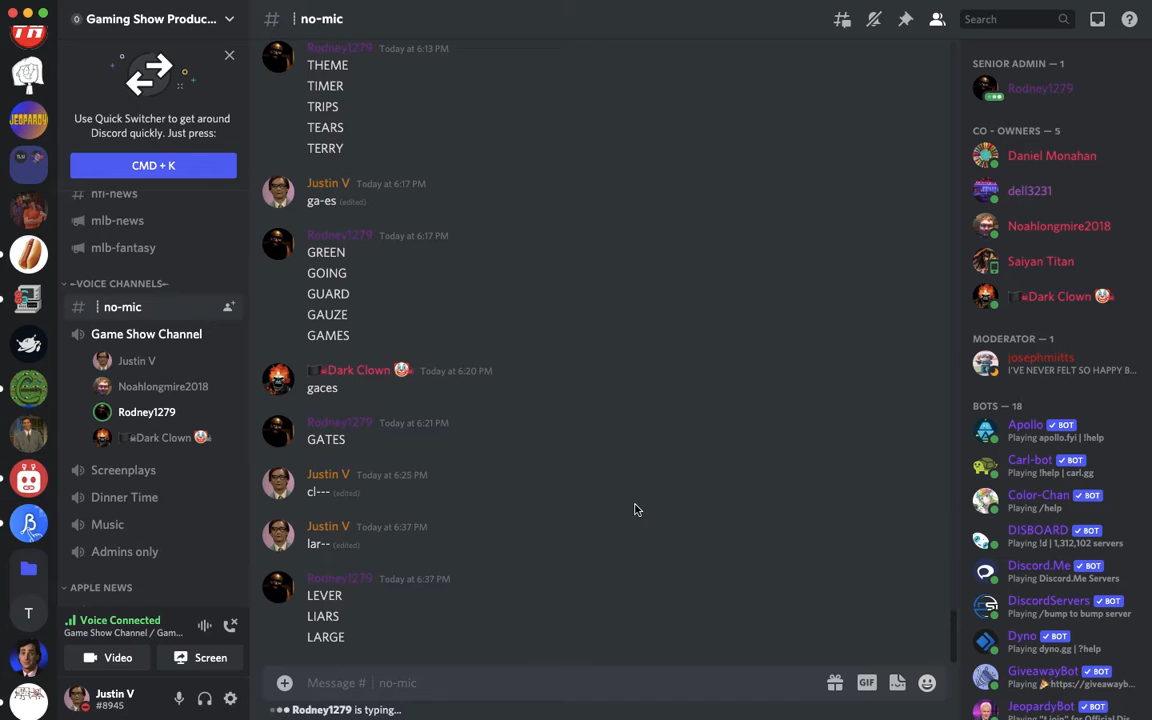 Gaming Show Produc...
no-mic
Search
Use Quick Switcher to get around
Discord quickly. Just press:
CMD + K
nfl-news
mlb-news
mlb-fantasy
VOICE CHANNELS
no-mic
Game Show Channel
Justin V
Noahlongmire2018
Rodney1279
Dark Clown 🤡
Screenplays
Dinner Time
Music
Admins only
APPLE NEWS
Voice Connected
Game Show Channel / Gam...
Video
Screen
Justin V
#8945
JEOPARDY!
T
Rodney1279 Today at 6:13 PM
THEME
TIMER
TRIPS
TEARS
TERRY
Justin V Today at 6:17 PM
ga-es (edited)
Rodney1279 Today at 6:17 PM
GREEN
GOING
GUARD
GAUZE
GAMES
Dark Clown 🤡 Today at 6:20 PM
gaces
Rodney1279 Today at 6:21 PM
GATES
Justin V Today at 6:25 PM
cl--- (edited)
Justin V Today at 6:37 PM
lar-- (edited)
Rodney1279 Today at 6:37 PM
LEVER
LIARS
LARGE
Message # no-mic
GIF
Rodney1279 is typing...
SENIOR ADMIN — 1
Rodney1279
CO - OWNERS — 5
Daniel Monahan
dell3231
Noahlongmire2018
Saiyan Titan
Dark Clown 🤡
MODERATOR — 1
josephmiitts
I'VE NEVER FELT SO HAPPY B...
BOTS — 18
Apollo ✓ BOT
Playing apollo.fyi | !help
Carl-bot ✓ BOT
Playing !help | carl.gg
Color-Chan ✓ BOT
Playing /help
DISBOARD ✓ BOT
Playing !d | 1,312,102 servers
Discord.Me ✓ BOT
Playing Discord.Me Servers
DiscordServers ✓ BOT
Playing /bump to bump server
Dyno ✓ BOT
Playing dyno.gg | ?help
GiveawayBot ✓ BOT
Playing 🎉https://giveawayb...
JeopardyBot ✓ BOT